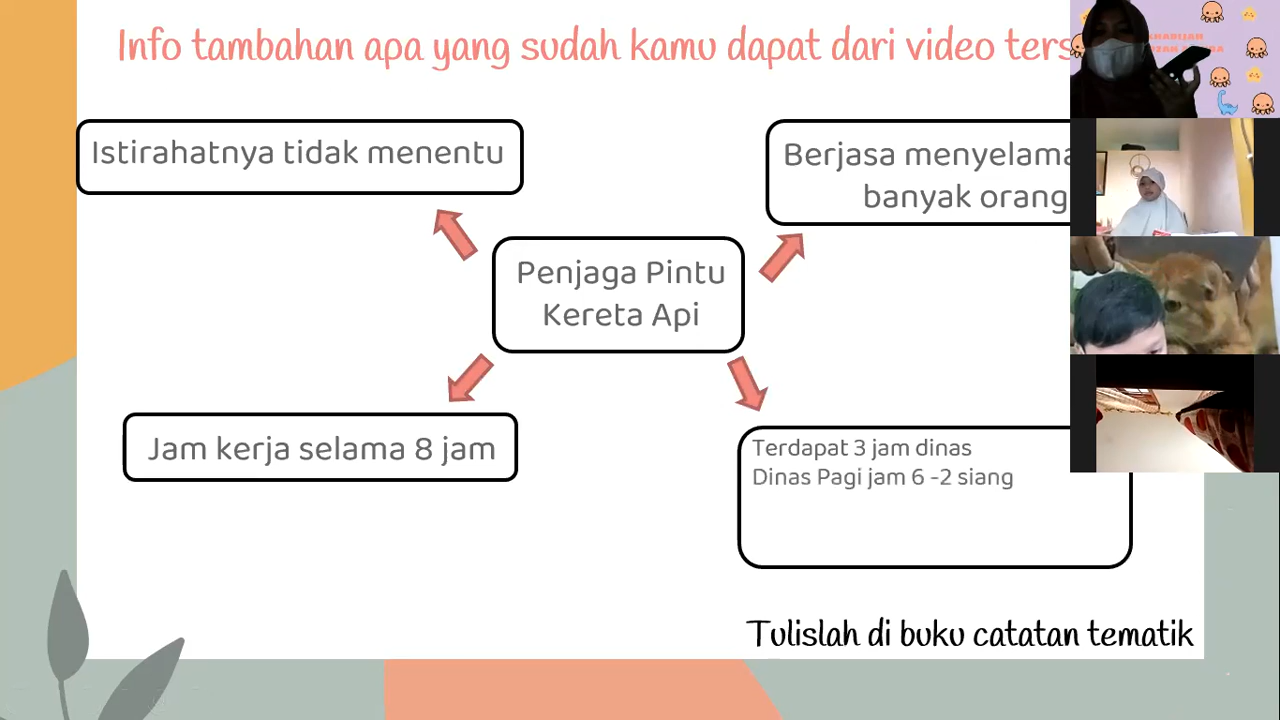 Info tambahan apa yang sudah kamu dapat dari video
Istirahatnya tidak menentu
Berjasa
banyak orang
Penjaga Pintu
Kereta Api
Jam kerja selama 8 jam
Terdapat 3 jam dinas
Dinas Pagi jam 6 -2 siang
Tulislah di buku catatan tematik